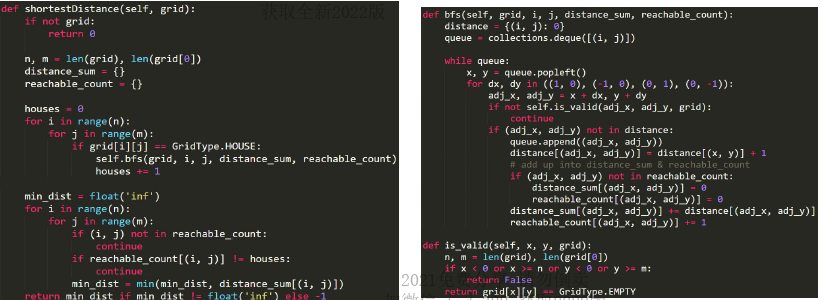 def shortestDistance(self, grid):
获取全新2022版
    if not grid:
        return 0
    n, m = len(grid), len(grid[0])
    distance_sum = {}
    reachable_count = {}
    houses = 0
    for i in range(n):
        for j in range(m):
            if grid[i][j] == GridType.HOUSE:
                self.bfs(grid, i, j, distance_sum, reachable_count)
                houses += 1
    min_dist = float('inf')
    for i in range(n):
        for j in range(m):
            if (i, j) not in reachable_count:
                continue
            if reachable_count[(i, j)] != houses:
                continue
            min_dist = min(min_dist, distance_sum[(i, j)])
    return min_dist if min_dist != float('inf') else -1
def bfs(self, grid, i, j, distance_sum, reachable_count):
    distance = {(i, j): 0}
    queue = collections.deque([(i, j)])
    while queue:
        x, y = queue.popleft()
        for dx, dy in ((1, 0), (-1, 0), (0, 1), (0, -1)):
            adj_x, adj_y = x + dx, y + dy
            if not self.is_valid(adj_x, adj_y, grid):
                continue
            if (adj_x, adj_y) not in distance:
                queue.append((adj_x, adj_y))
                distance[(adj_x, adj_y)] = distance[(x, y)] + 1
                # add up into distance_sum & reachable_count
                if (adj_x, adj_y) not in reachable_count:
                    distance_sum[(adj_x, adj_y)] = 0
                    reachable_count[(adj_x, adj_y)] = 0
                distance_sum[(adj_x, adj_y)] += distance[(adj_x, adj_y)]
                reachable_count[(adj_x, adj_y)] += 1
def is_valid(self, x, y, grid):
    n, m = len(grid), len(grid[0])
    if x < 0 or x >= n or y < 0 or y >= m:
        return False
    return grid[x][y] == GridType.EMPTY